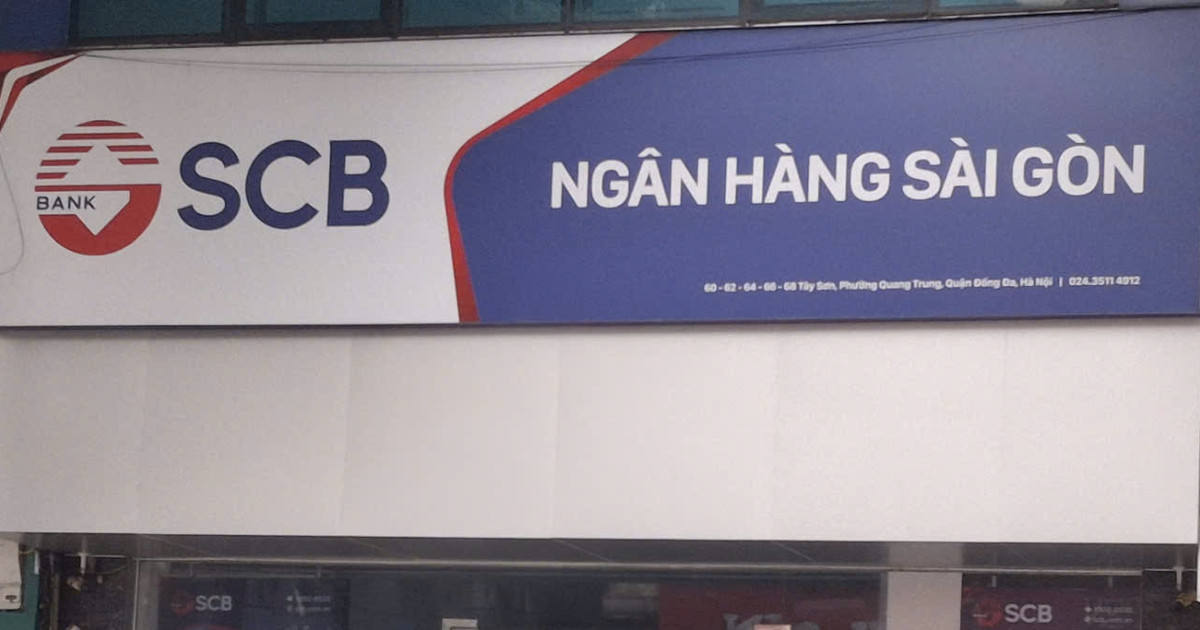 BANK
SCB
NGÂN HÀNG SÀI GÒN
60 - 62 - 64 - 66 - 68 Tây Sơn, Phường Quang Trung, Quận Đống Đa, Hà Nội | 024.3511 4912
SCB
SCB